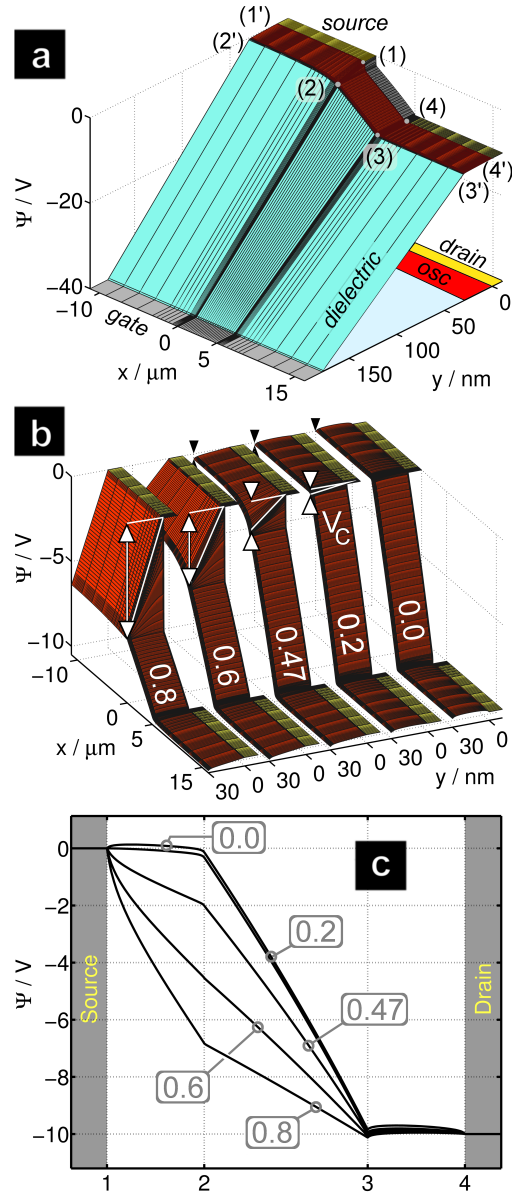 a
source
(1')
(2')
(1)
(2)
(4)
(3)
(4')
(3')
0
−20
−40
Ψ / V
−10
0
5
15
x / μm
gate
dielectric
drain
osc
0
50
100
150
y / nm
b
0
−5
−10
Ψ / V
V_C
0.8
0.6
0.47
0.2
0.0
−10
0
5
15
x / μm
30 0 30 0 30 0 30 0 30 0
y / nm
c
0
−2
−4
−6
−8
−10
Ψ / V
Source
Drain
0.0
0.2
0.47
0.6
0.8
1 2 3 4